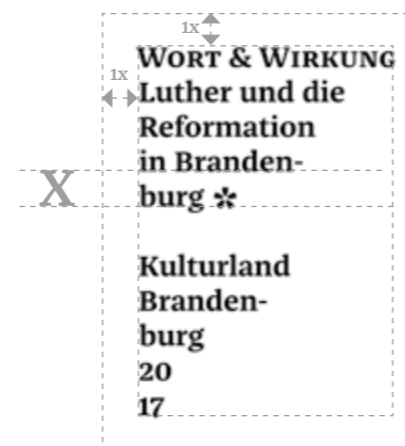 1x
1x
WORT & WIRKUNG
Luther und die
Reformation
in Branden-
burg *
X
Kulturland
Branden-
burg
20
17